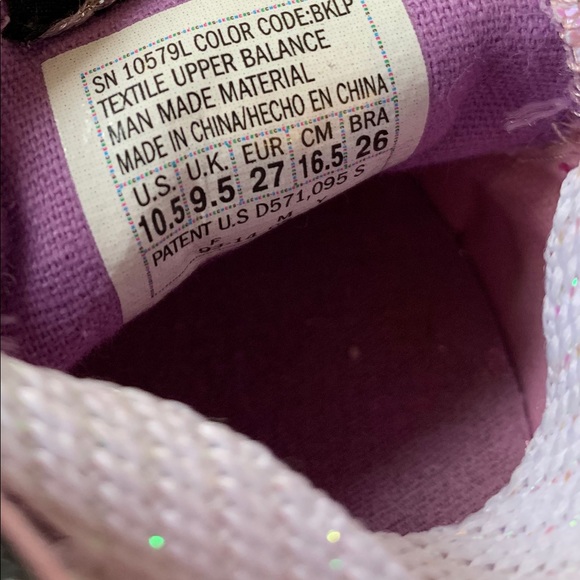 SN 10579L COLOR CODE:BKLP
TEXTILE UPPER BALANCE
MAN MADE MATERIAL
MADE IN CHINA/HECHO EN CHINA
U.S. U.K. EUR CM BRA
10.5 9.5 27 16.5 26
PATENT U.S D571,095 S
F M Y